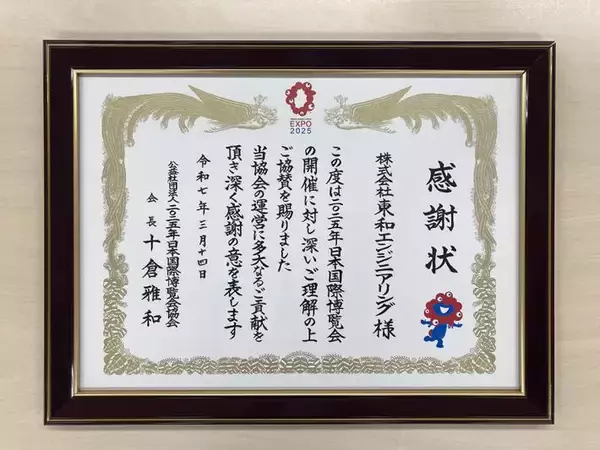 EXPO
2025
感謝状
株式会社東和エンジニアリング 様
この度は二〇二五年日本国際博覧会
の開催に対し深いご理解の上
ご協賛を賜りました
当協会の運営に多大なるご貢献を
頂き深く感謝の意を表します
令和七年三月十四日
公益社団法人二〇二五年日本国際博覧会協会
会長 十倉雅和